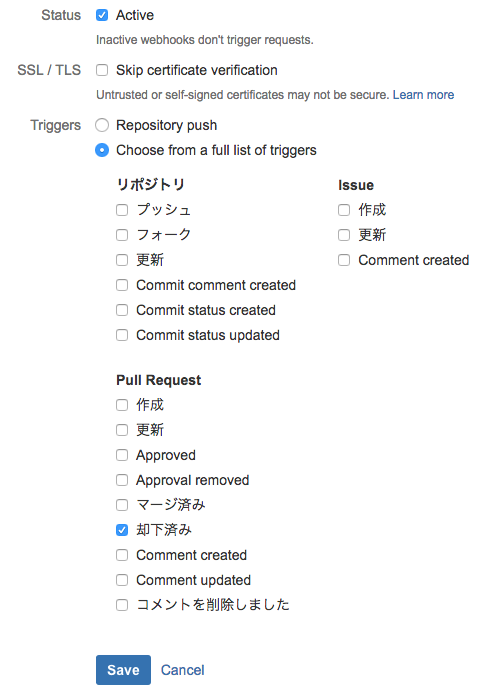 Status Active
Inactive webhooks don't trigger requests.
SSL / TLS Skip certificate verification
Untrusted or self-signed certificates may not be secure. Learn more
Triggers Repository push
Choose from a full list of triggers
リポジトリ
プッシュ
フォーク
更新
Commit comment created
Commit status created
Commit status updated
Issue
作成
更新
Comment created
Pull Request
作成
更新
Approved
Approval removed
マージ済み
却下済み
Comment created
Comment updated
コメントを削除しました
Save Cancel